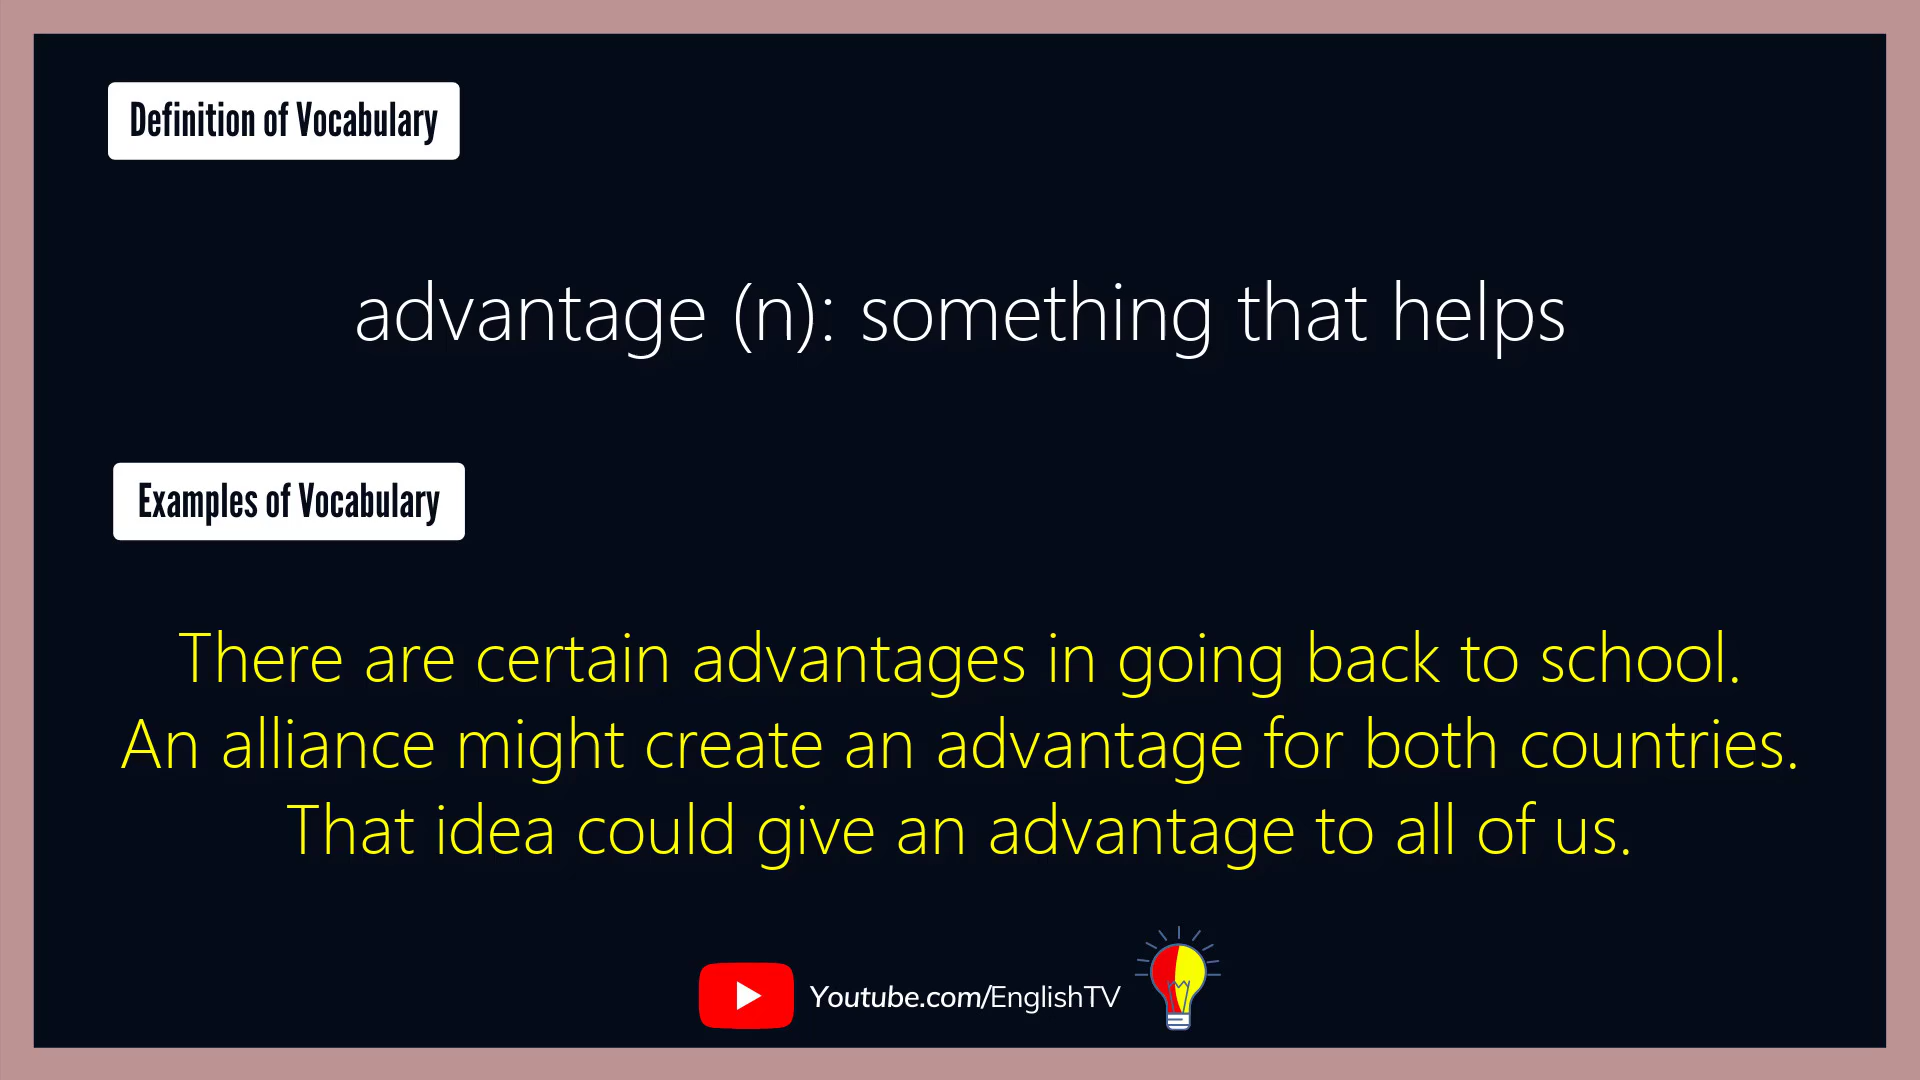 Definition of Vocabulary
advantage (n): something that helps
Examples of Vocabulary
There are certain advantages in going back to school.
An alliance might create an advantage for both countries.
That idea could give an advantage to all of us.
Youtube.com/EnglishTV